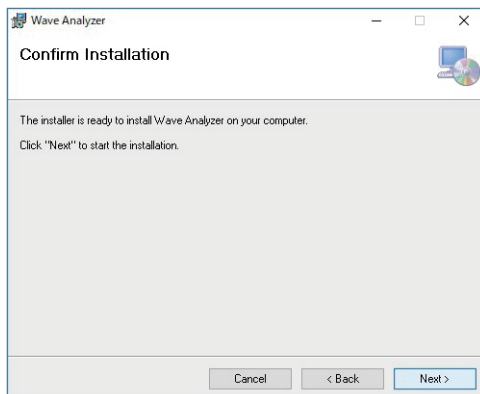 Wave Analyzer
Confirm Installation
The installer is ready to install Wave Analyzer on your computer.
Click "Next" to start the installation.
Cancel
< Back
Next >